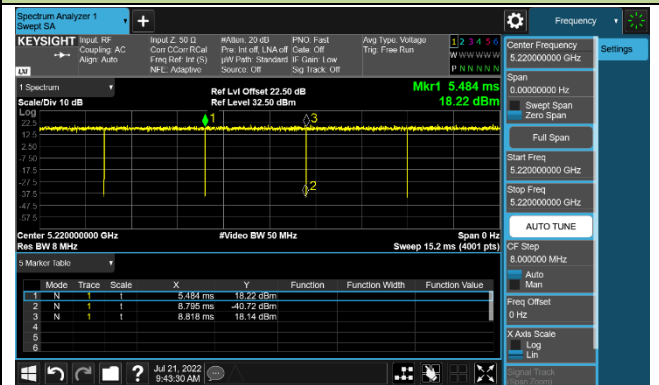 Spectrum Analyzer 1
Swept SA
+
Frequency
KEYSIGHT
Input: RF
Coupling: AC
Align: Auto
Input Z: 50 Ω
Corr CCorr RCal
Freq Ref: Int (S)
NFE: Adaptive
#Atten: 20 dB
Pre: Int off, LNA off
µW Path: Standard
Source: Off
PNO: Fast
Gate: Off
IF Gain: Low
Sig Track: Off
Avg Type: Voltage
Trig: Free Run
1 2 3 4 5 6
W W W W W W
P N N N N N
LXI
1 Spectrum
Scale/Div 10 dB
Log
Ref Lvl Offset 22.50 dB
Ref Level 32.50 dBm
Mkr1 5.484 ms
18.22 dBm
22.5
12.5
2.50
-7.50
-17.5
-27.5
-37.5
-47.5
-57.5
1
3
2
Center 5.220000000 GHz
Res BW 8 MHz
#Video BW 50 MHz
Span 0 Hz
Sweep 15.2 ms (4001 pts)
5 Marker Table
Mode Trace Scale X Y Function Function Width Function Value
1 N 1 t 5.484 ms 18.22 dBm
2 N 1 t 8.795 ms -40.72 dBm
3 N 1 t 8.818 ms 18.14 dBm
4
5
6
Jul 21, 2022
9:43:30 AM
?
Center Frequency
5.220000000 GHz
Settings
Span
0.00000000 Hz
Swept Span
Zero Span
Full Span
Start Freq
5.220000000 GHz
Stop Freq
5.220000000 GHz
AUTO TUNE
CF Step
8.000000 MHz
Auto
Man
Freq Offset
0 Hz
X Axis Scale
Log
Lin
Signal Track
(Span Zoom)